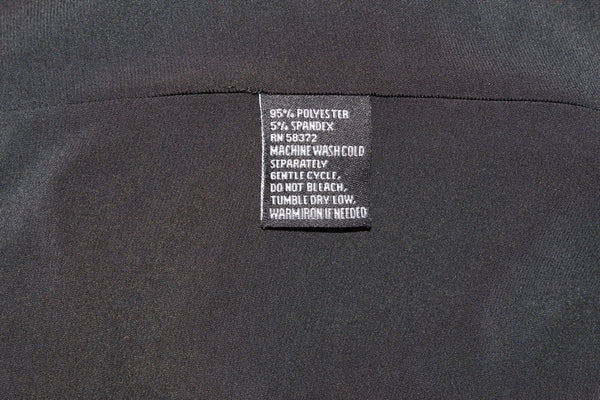 95% POLYESTER
5% SPANDEX
RN 58372
MACHINE WASH COLD
SEPARATELY
GENTLE CYCLE,
DO NOT BLEACH,
TUMBLE DRY LOW,
WARM IRON IF NEEDED